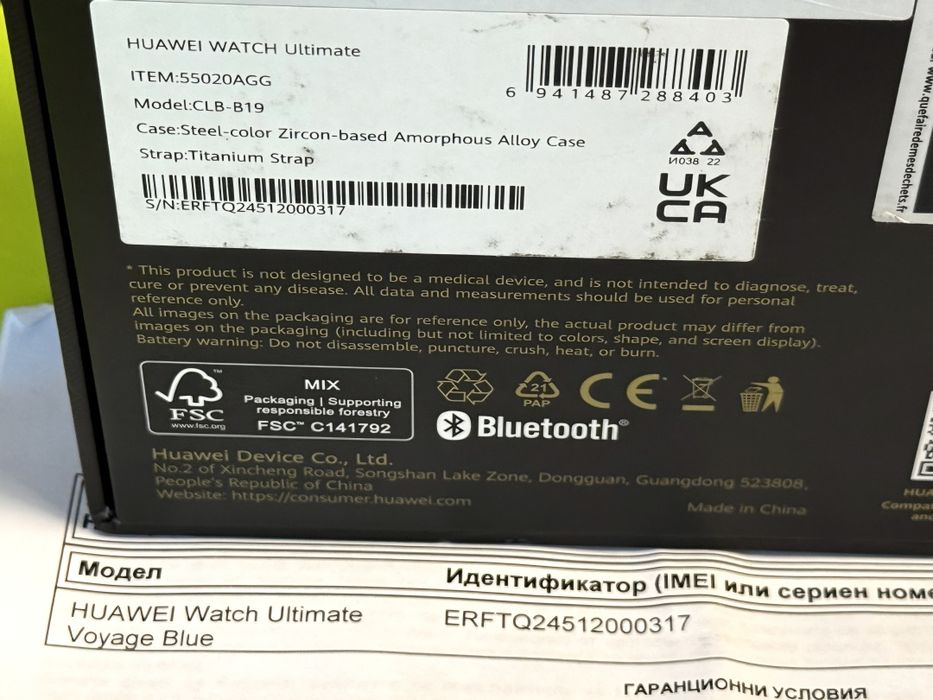 HUAWEI WATCH Ultimate
ITEM:55020AGG
Model:CLB-B19
Case:Steel-color Zircon-based Amorphous Alloy Case
Strap:Titanium Strap
S/N:ERFTQ24512000317
6 941487 288403
И038 22
UK
CA
www.quefairedemesdechets.fr
* This product is not designed to be a medical device, and is not intended to diagnose, treat,
cure or prevent any disease. All data and measurements should be used for personal
reference only.
All images on the packaging are for reference only, the actual product may differ from
images on the packaging (including but not limited to colors, shape, and screen display).
Battery warning: Do not disassemble, puncture, crush, heat, or burn.
FSC
www.fsc.org
MIX
Packaging | Supporting
responsible forestry
FSC™ C141792
21
PAP
CE
Bluetooth®
Huawei Device Co., Ltd.
No.2 of Xincheng Road, Songshan Lake Zone, Dongguan, Guangdong 523808,
People's Republic of China
Website: https://consumer.huawei.com
Made in China
Модел
Идентификатор (IMEI или сериен
HUAWEI Watch Ultimate
Voyage Blue
ERFTQ24512000317
ГАРАНЦИОННИ УСЛОВИЯ